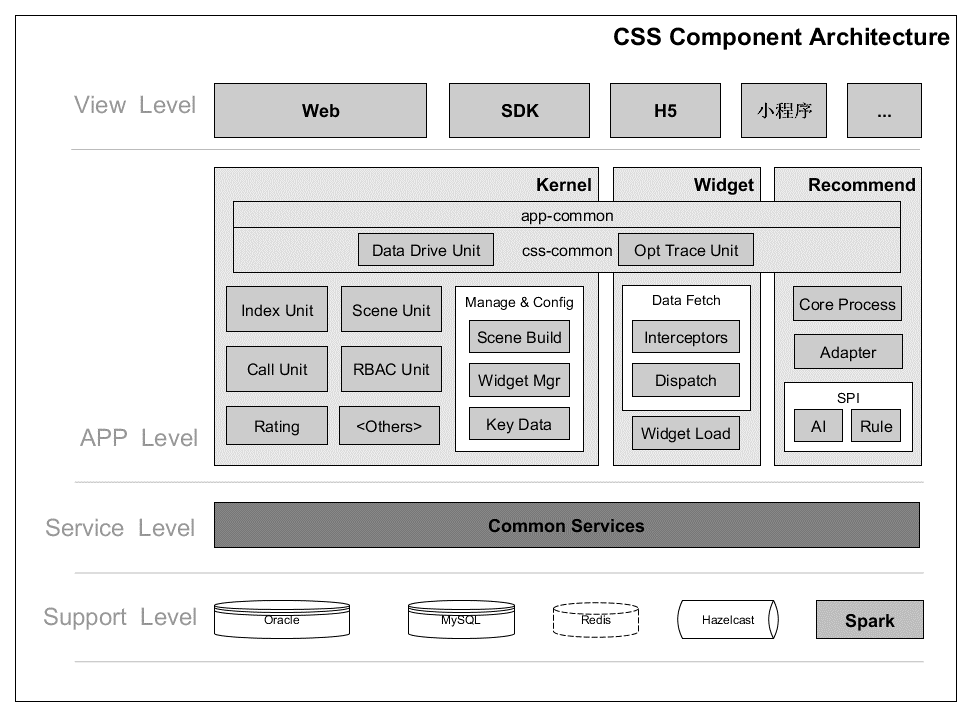 CSS Component Architecture
View Level
Web
SDK
H5
小程序
...
APP Level
Kernel
Widget
Recommend
app-common
Data Drive Unit
css-common
Opt Trace Unit
Index Unit
Scene Unit
Call Unit
RBAC Unit
Rating
<Others>
Manage & Config
Scene Build
Widget Mgr
Key Data
Data Fetch
Interceptors
Dispatch
Widget Load
Core Process
Adapter
SPI
AI
Rule
Service Level
Common Services
Support Level
Oracle
MySQL
Redis
Hazelcast
Spark